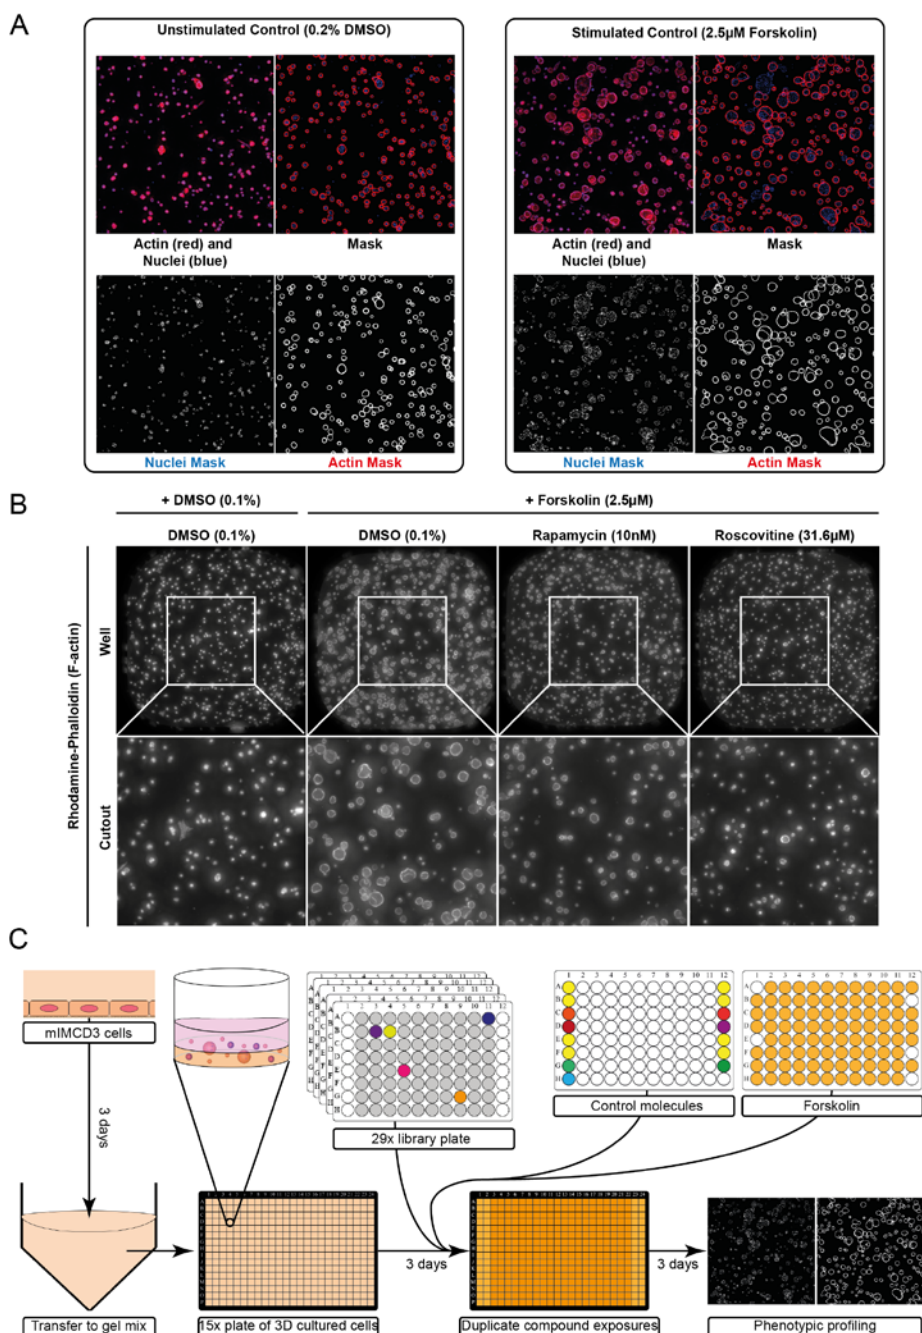 A
Unstimulated Control (0.2% DMSO)
Stimulated Control (2.5µM Forskolin)
Actin (red) and
Nuclei (blue)
Mask
Actin (red) and
Nuclei (blue)
Mask
Nuclei Mask
Actin Mask
Nuclei Mask
Actin Mask
B
+ DMSO (0.1%)
+ Forskolin (2.5µM)
DMSO (0.1%)
DMSO (0.1%)
Rapamycin (10nM)
Roscovitine (31.6µM)
Rhodamine-Phalloidin (F-actin)
Well
Cutout
C
mIMCD3 cells
3 days
29x library plate
Control molecules
Forskolin
3 days
3 days
Transfer to gel mix
15x plate of 3D cultured cells
Duplicate compound exposures
Phenotypic profiling